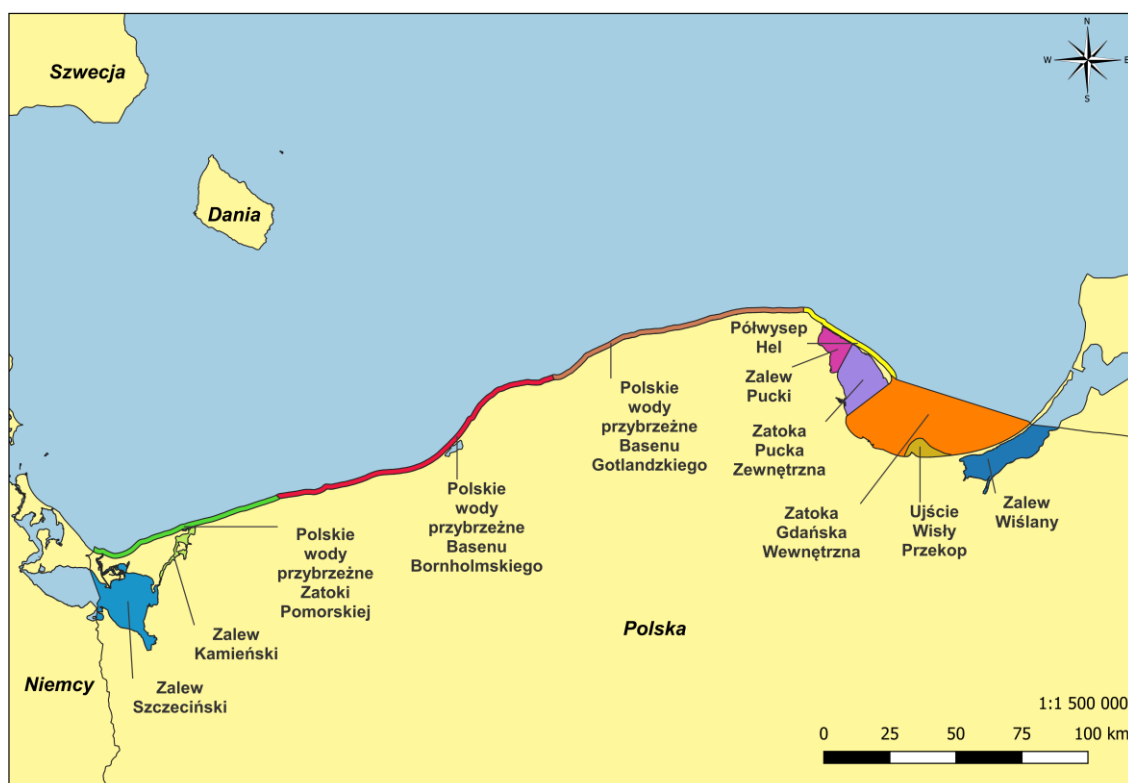 Szwecja
N
W
E
S
Dania
Półwysep
Hel
Zalew
Pucki
Zatoka
Pucka
Zewnętrzna
Polskie
wody
przybrzeżne
Basenu
Gotlandzkiego
Polskie
wody
przybrzeżne
Basenu
Bornholmskiego
Zatoka
Gdańska
Wewnętrzna
Ujście
Wisły
Przekop
Zalew
Wiślany
Polskie
wody
przybrzeżne
Zatoki
Pomorskiej
Zalew
Kamieński
Zalew
Szczeciński
Niemcy
Polska
1:1 500 000
0 25 50 75 100 km